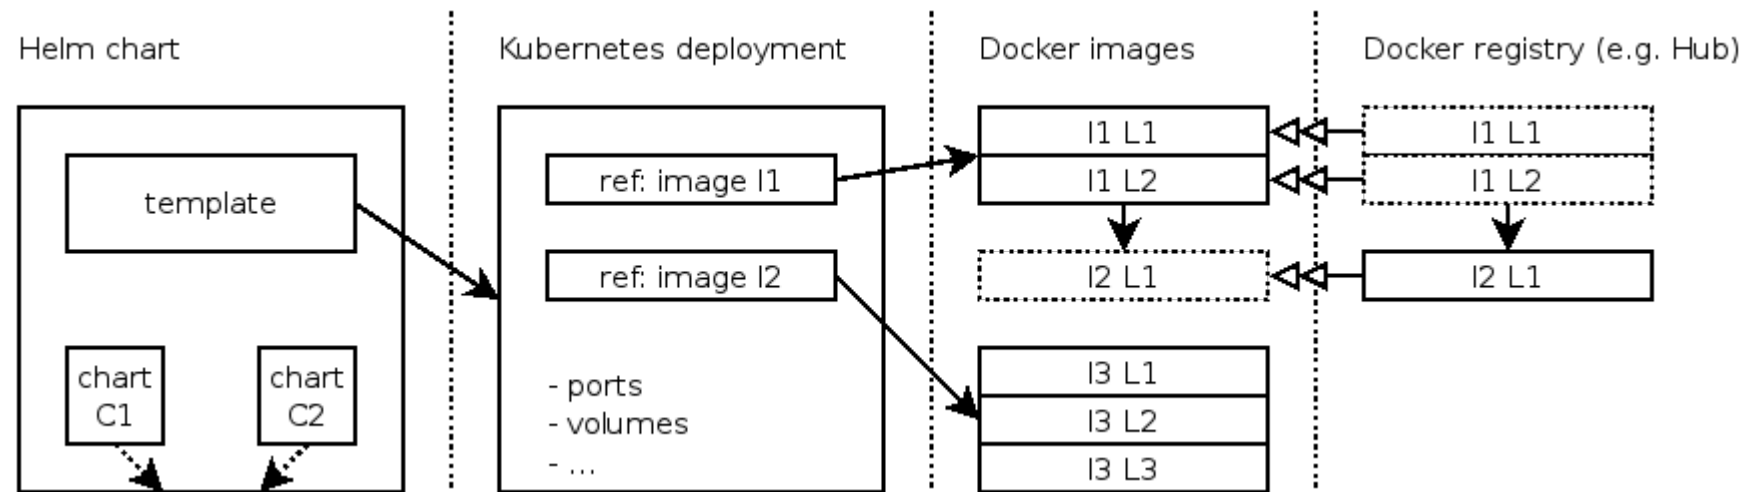 Helm chart
Kubernetes deployment
Docker images
Docker registry (e.g. Hub)
template
chart
C1
chart
C2
ref: image I1
ref: image I2
- ports
- volumes
- ...
I1 L1
I1 L2
I2 L1
I3 L1
I3 L2
I3 L3
I1 L1
I1 L2
I2 L1